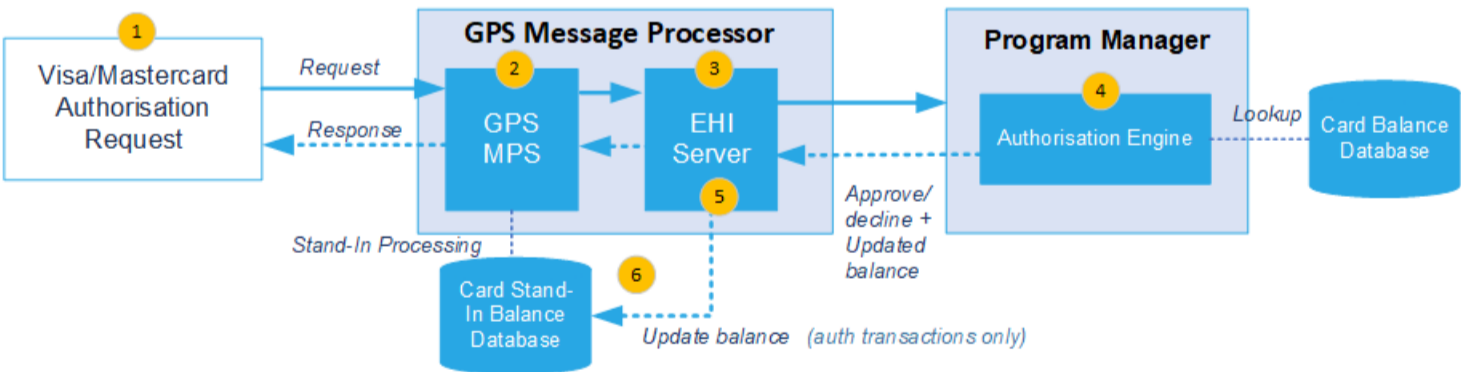 1
Visa/Mastercard
Authorisation
Request
Request
Response
GPS Message Processor
2
GPS
MPS
3
EHI
Server
5
Program Manager
4
Authorisation Engine
Lookup
Card Balance
Database
Approve/
decline +
Updated
balance
Stand-In Processing
6
Card Stand-
In Balance
Database
Update balance (auth transactions only)